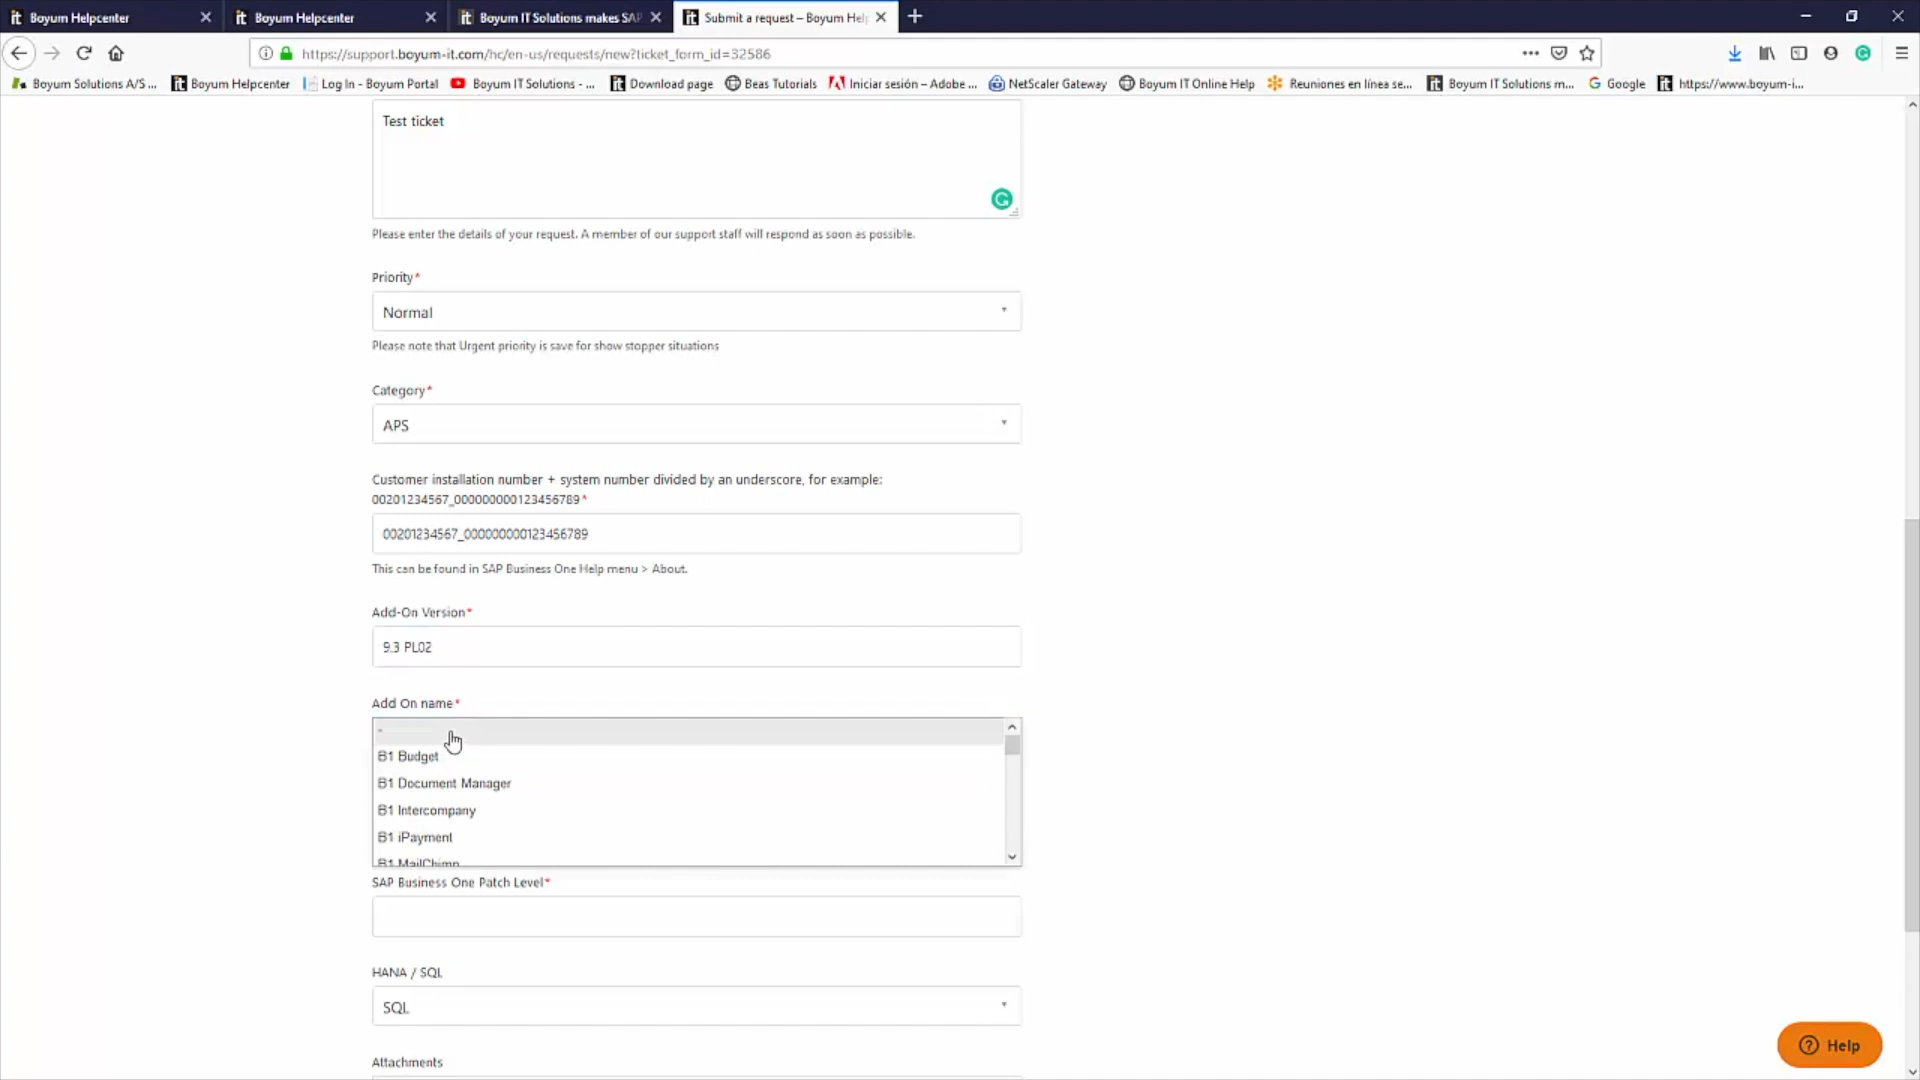 Boyum Helpcenter
Boyum Helpcenter
Boyum IT Solutions makes SAP
Submit a request – Boyum Hel
https://support.boyum-it.com/hc/en-us/requests/new?ticket_form_id=32586
Boyum Solutions A/S ...
Boyum Helpcenter
Log In - Boyum Portal
Boyum IT Solutions - ...
Download page
Beas Tutorials
Iniciar sesión – Adobe ...
NetScaler Gateway
Boyum IT Online Help
Reuniones en línea se...
Boyum IT Solutions m...
Google
https://www.boyum-i...
Test ticket
Please enter the details of your request. A member of our support staff will respond as soon as possible.
Priority*
Normal
Please note that Urgent priority is save for show stopper situations
Category*
APS
Customer installation number + system number divided by an underscore, for example:
00201234567_000000000123456789*
00201234567_000000000123456789
This can be found in SAP Business One Help menu > About.
Add-On Version*
9.3 PL02
Add On name*
-
B1 Budget
B1 Document Manager
B1 Intercompany
B1 iPayment
B1 MailChimp
SAP Business One Patch Level*
HANA / SQL
SQL
Attachments
Help